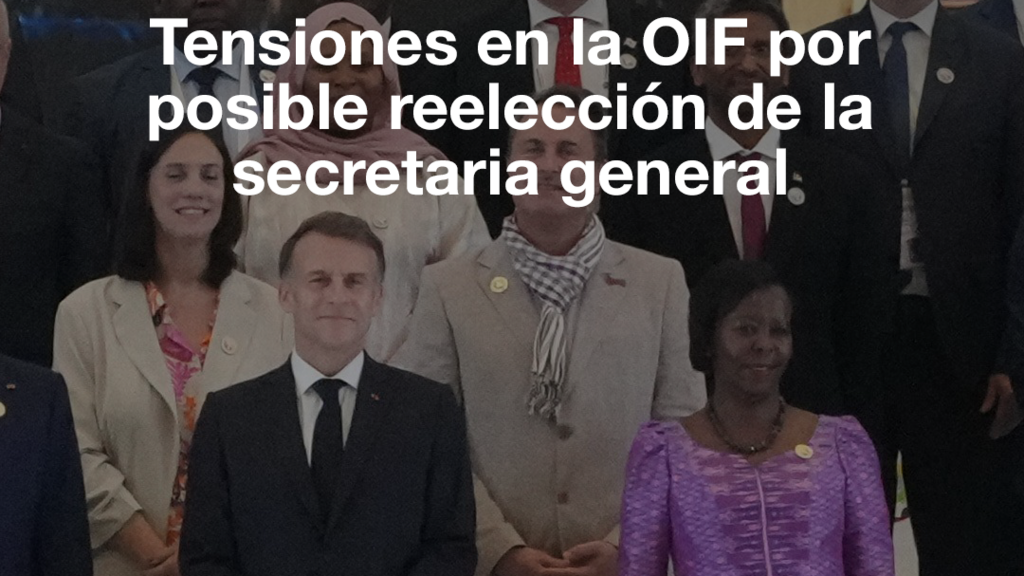 Tensiones en la OIF por
posible reelección de la
secretaria general